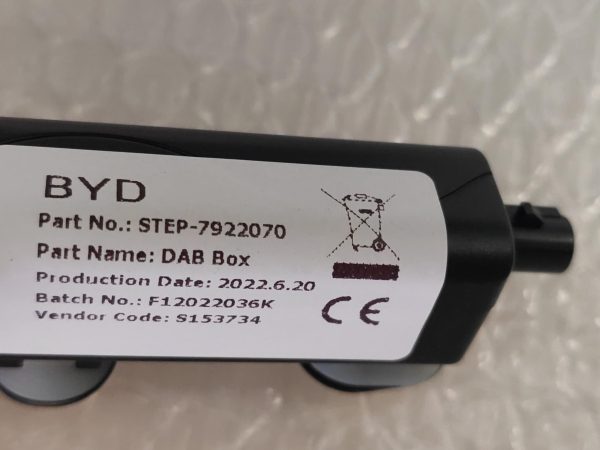 BYD
Part No.: STEP-7922070
Part Name: DAB Box
Production Date: 2022.6.20
Batch No.: F12022036K
Vendor Code: S153734
CE